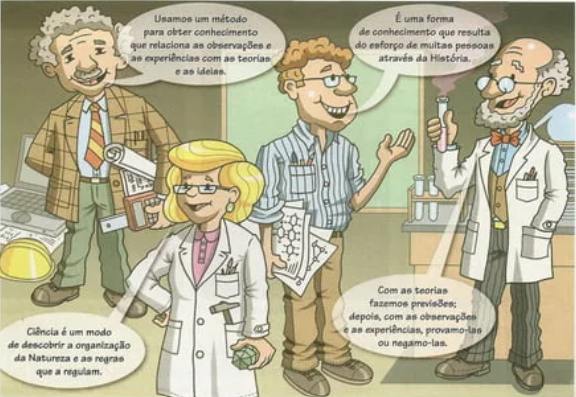 Usamos um método
para obter conhecimento
que relaciona as observações e
as experiências com as teorias
e as ideias.
É uma forma
de conhecimento que resulta
do esforço de muitas pessoas
através da História.
Ciência é um modo
de descobrir a organização
da Natureza e as regras
que a regulam.
Com as teorias
fazemos previsões;
depois, com as observações
e as experiências, provamo-las
ou negamo-las.